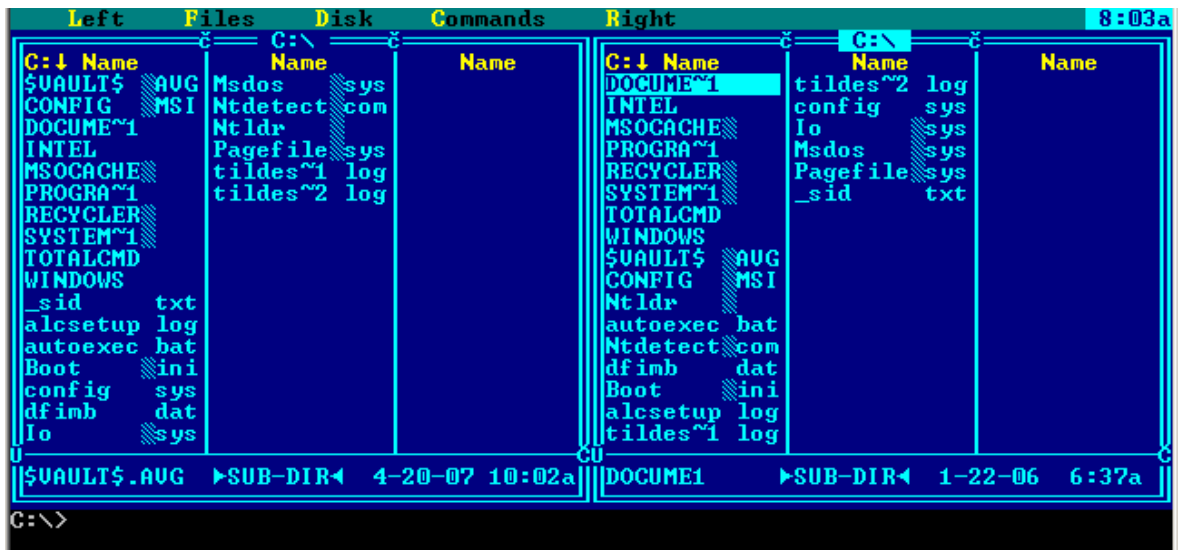 Left Files Disk Commands Right 8:03a
C:\ C:\
C:↓ Name Name Name C:↓ Name Name Name
$VAULT$ ░AVG Msdos ░sys DOCUME~1 tildes~2 log
CONFIG ░MSI Ntdetect░com INTEL config sys
DOCUME~1 Ntldr ░ MSOCACHE░ Io ░sys
INTEL Pagefile░sys PROGRA~1 Msdos ░sys
MSOCACHE░ tildes~1 log RECYCLER░ Pagefile░sys
PROGRA~1 tildes~2 log SYSTEM~1░ _sid txt
RECYCLER░ TOTALCMD
SYSTEM~1░ WINDOWS
TOTALCMD $VAULT$ ░AVG
WINDOWS CONFIG ░MSI
_sid txt Ntldr ░
alcsetup log autoexec bat
autoexec bat Ntdetect░com
Boot ░ini dfimb dat
config sys Boot ░ini
dfimb dat alcsetup log
Io ░sys tildes~1 log
$VAULT$.AVG ►SUB-DIR◄ 4-20-07 10:02a DOCUME1 ►SUB-DIR◄ 1-22-06 6:37a
C:\>